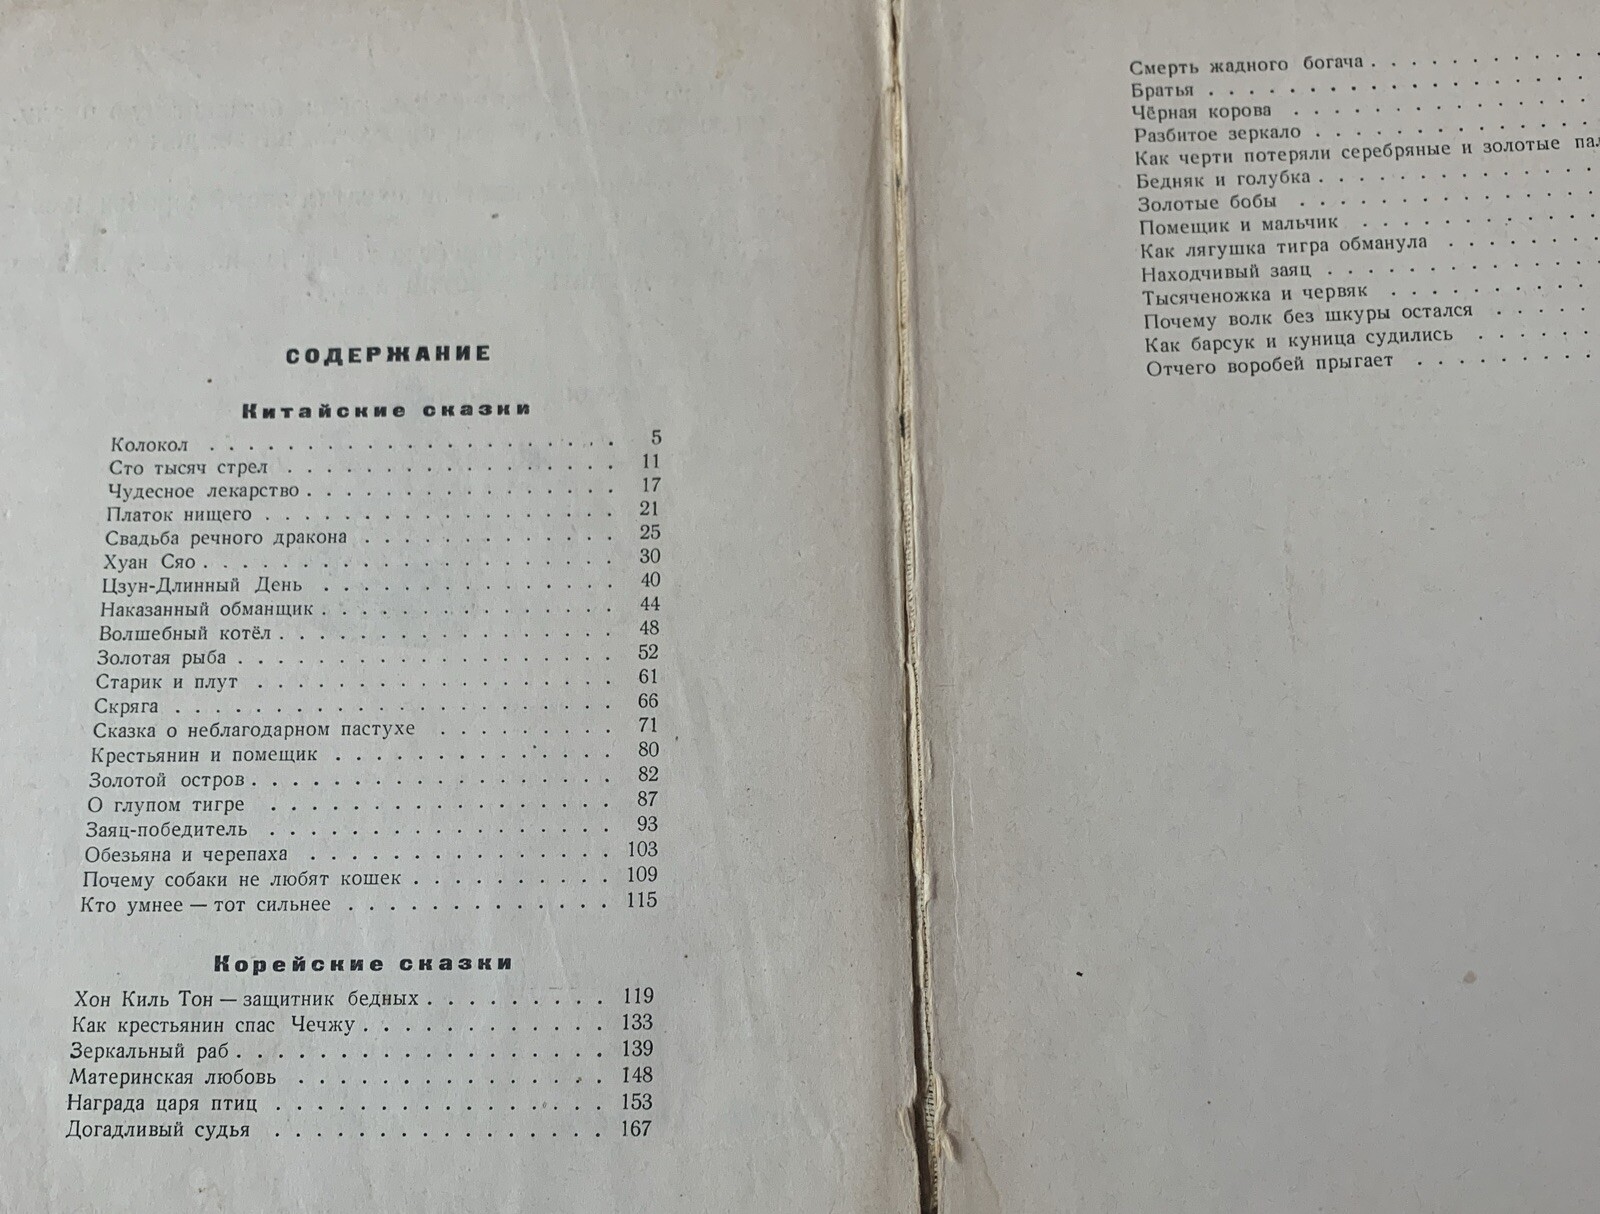 СОДЕРЖАНИЕ
Китайские сказки
Колокол . . . . . . . . . . . . . . . . . . . . . 5
Сто тысяч стрел . . . . . . . . . . . . . . . . . 11
Чудесное лекарство . . . . . . . . . . . . . . . . 17
Платок нищего . . . . . . . . . . . . . . . . . . 21
Свадьба речного дракона . . . . . . . . . . . . . 25
Хуан Сяо . . . . . . . . . . . . . . . . . . . . . 30
Цзун-Длинный День . . . . . . . . . . . . . . . 40
Наказанный обманщик . . . . . . . . . . . . . . . 44
Волшебный котёл . . . . . . . . . . . . . . . . . 48
Золотая рыба . . . . . . . . . . . . . . . . . . . 52
Старик и плут . . . . . . . . . . . . . . . . . . 61
Скряга . . . . . . . . . . . . . . . . . . . . . . 66
Сказка о неблагодарном пастухе . . . . . . . . . 71
Крестьянин и помещик . . . . . . . . . . . . . . 80
Золотой остров . . . . . . . . . . . . . . . . . . 82
О глупом тигре . . . . . . . . . . . . . . . . . 87
Заяц-победитель . . . . . . . . . . . . . . . . . 93
Обезьяна и черепаха . . . . . . . . . . . . . . . 103
Почему собаки не любят кошек . . . . . . . . . . 109
Кто умнее — тот сильнее . . . . . . . . . . . . . 115
Корейские сказки
Хон Киль Тон — защитник бедных . . . . . . . . . 119
Как крестьянин спас Чечжу . . . . . . . . . . . . 133
Зеркальный раб . . . . . . . . . . . . . . . . . . 139
Материнская любовь . . . . . . . . . . . . . . . 148
Награда царя птиц . . . . . . . . . . . . . . . . 153
Догадливый судья . . . . . . . . . . . . . . . . 167
Смерть жадного богача . . . . . . . . . .
Братья . . . . . . . . . . . . . . . . .
Чёрная корова . . . . . . . . . . . . .
Разбитое зеркало . . . . . . . . . . . .
Как черти потеряли серебряные и золотые
Бедняк и голубка . . . . . . . . . . . .
Золотые бобы . . . . . . . . . . . . .
Помещик и мальчик . . . . . . . . . .
Как лягушка тигра обманула . . . . . . .
Находчивый заяц . . . . . . . . . . . .
Тысяченожка и червяк . . . . . . . . .
Почему волк без шкуры остался . . . . .
Как барсук и куница судились . . . . .
Отчего воробей прыгает . . . . . . . .